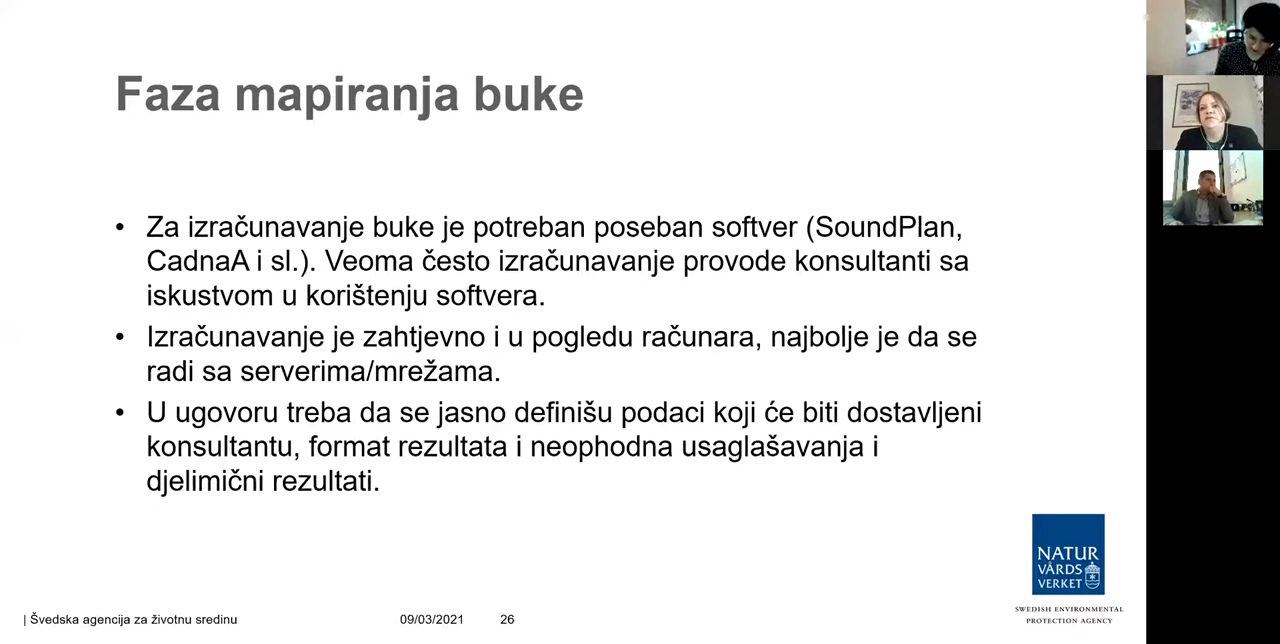 Faza mapiranja buke
• Za izračunavanje buke je potreban poseban softver (SoundPlan,
CadnaA i sl.). Veoma često izračunavanje provode konsultanti sa
iskustvom u korištenju softvera.
• Izračunavanje je zahtjevno i u pogledu računara, najbolje je da se
radi sa serverima/mrežama.
• U ugovoru treba da se jasno definišu podaci koji će biti dostavljeni
konsultantu, format rezultata i neophodna usaglašavanja i
djelimični rezultati.
NATUR
VÅRDS
VERKET
SWEDISH ENVIRONMENTAL
PROTECTION AGENCY
| Švedska agencija za životnu sredinu 09/03/2021 26